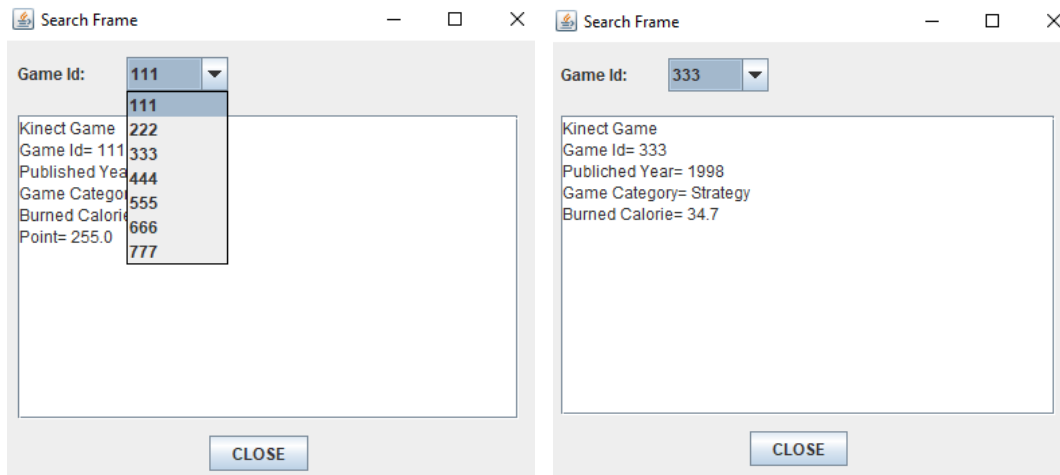 Search Frame
Game Id: 111
111
222
333
444
555
666
777
Kinect Game
Game Id= 111
Published Yea
Game Catego
Burned Calorie
Point= 255.0
CLOSE
Search Frame
Game Id: 333
Kinect Game
Game Id= 333
Publiched Year= 1998
Game Category= Strategy
Burned Calorie= 34.7
CLOSE